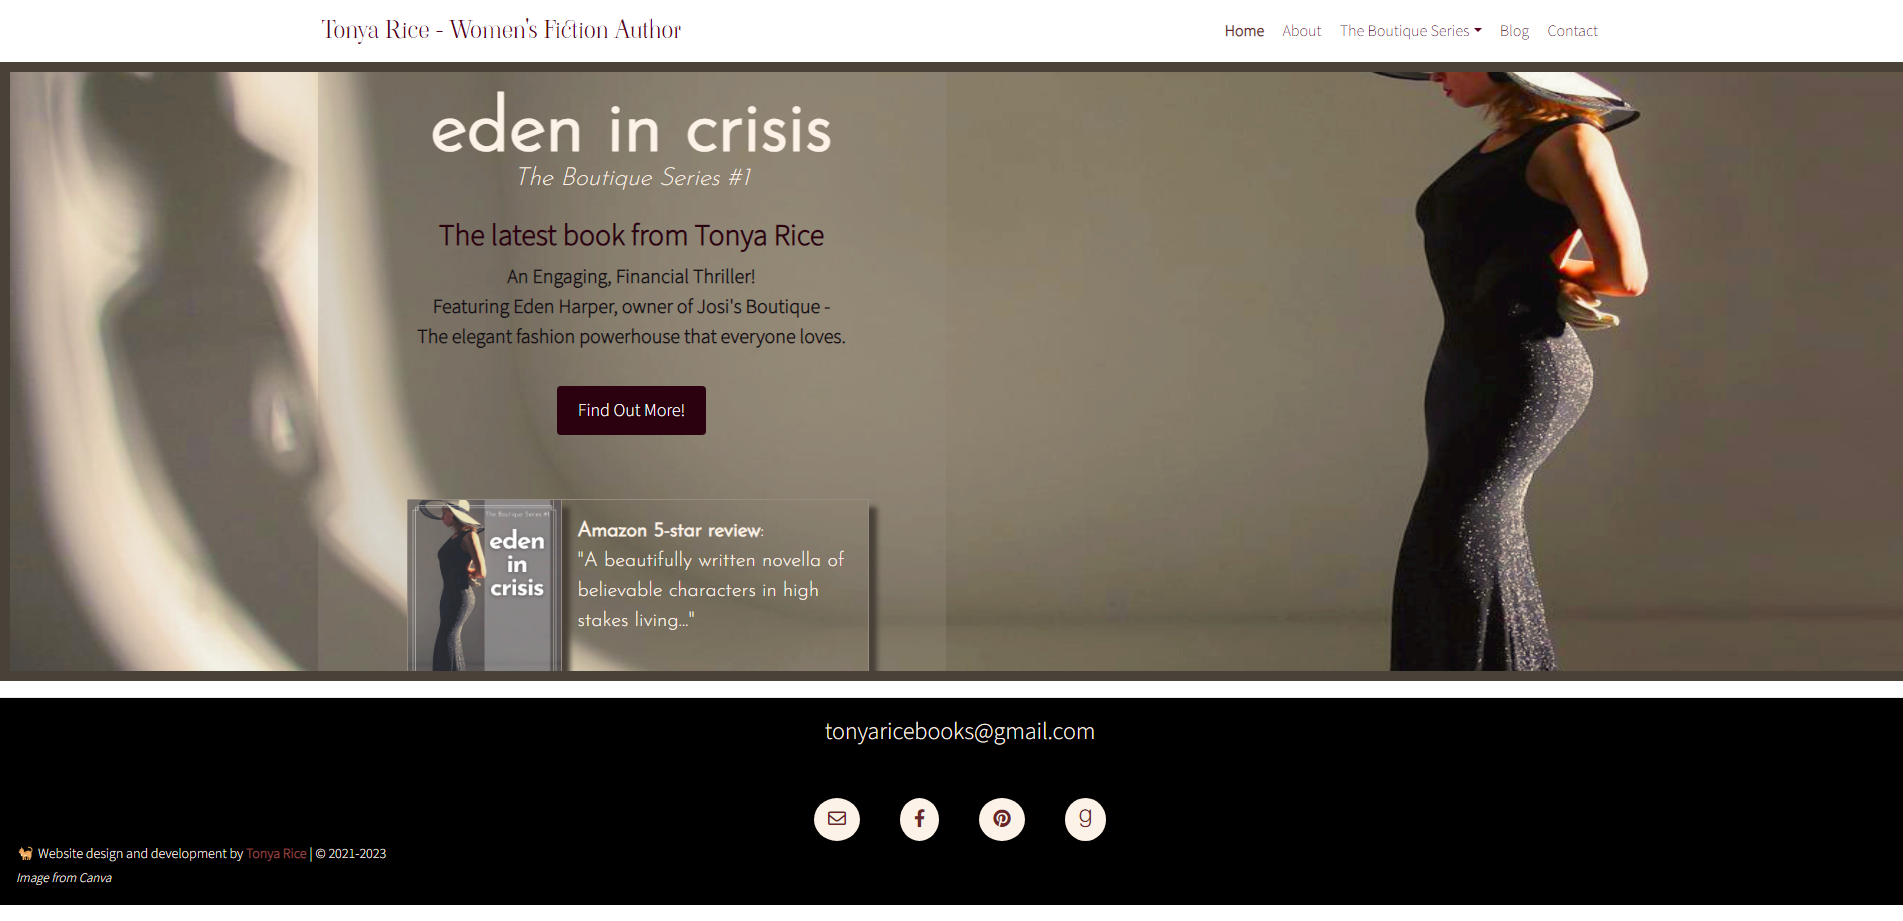 Tonya Rice - Women's Fiction Author
Home About The Boutique Series Blog Contact
eden in crisis
The Boutique Series #1
The latest book from Tonya Rice
An Engaging, Financial Thriller!
Featuring Eden Harper, owner of Josi's Boutique -
The elegant fashion powerhouse that everyone loves.
Find Out More!
The Boutique Series #1
eden
in
crisis
Amazon 5-star review:
"A beautifully written novella of
believable characters in high
stakes living..."
tonyaricebooks@gmail.com
g
Website design and development by Tonya Rice | © 2021-2023
Image from Canva